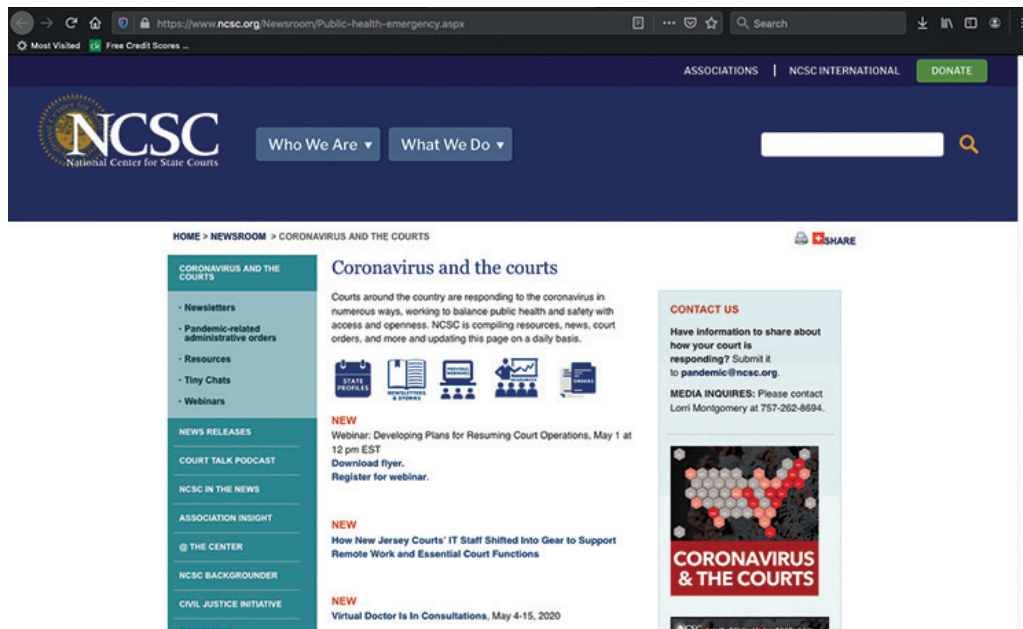 https://www.ncsc.org/Newsroom/Public-health-emergency.aspx
Search
Most Visited
ck
Free Credit Scores ...
ASSOCIATIONS | NCSC INTERNATIONAL
DONATE
NCSC
National Center for State Courts
Who We Are
What We Do
HOME > NEWSROOM > CORONAVIRUS AND THE COURTS
SHARE
CORONAVIRUS AND THE
COURTS
- Newsletters
- Pandemic-related
administrative orders
- Resources
- Tiny Chats
- Webinars
NEWS RELEASES
COURT TALK PODCAST
NCSC IN THE NEWS
ASSOCIATION INSIGHT
@ THE CENTER
NCSC BACKGROUNDER
CIVIL JUSTICE INITIATIVE
Coronavirus and the courts
Courts around the country are responding to the coronavirus in
numerous ways, working to balance public health and safety with
access and openness. NCSC is compiling resources, news, court
orders, and more and updating this page on a daily basis.
STATE
PROFILES
NEWSLETTERS
& STORIES
PREVIOUS
WEBINARS
RESOURCES
ORDERS
NEW
Webinar: Developing Plans for Resuming Court Operations, May 1 at
12 pm EST
Download flyer.
Register for webinar.
NEW
How New Jersey Courts' IT Staff Shifted Into Gear to Support
Remote Work and Essential Court Functions
NEW
Virtual Doctor Is In Consultations, May 4-15, 2020
CONTACT US
Have information to share about
how your court is
responding? Submit it
to pandemic@ncsc.org.
MEDIA INQUIRES: Please contact
Lorri Montgomery at 757-262-8694.
CORONAVIRUS
& THE COURTS
NCSC